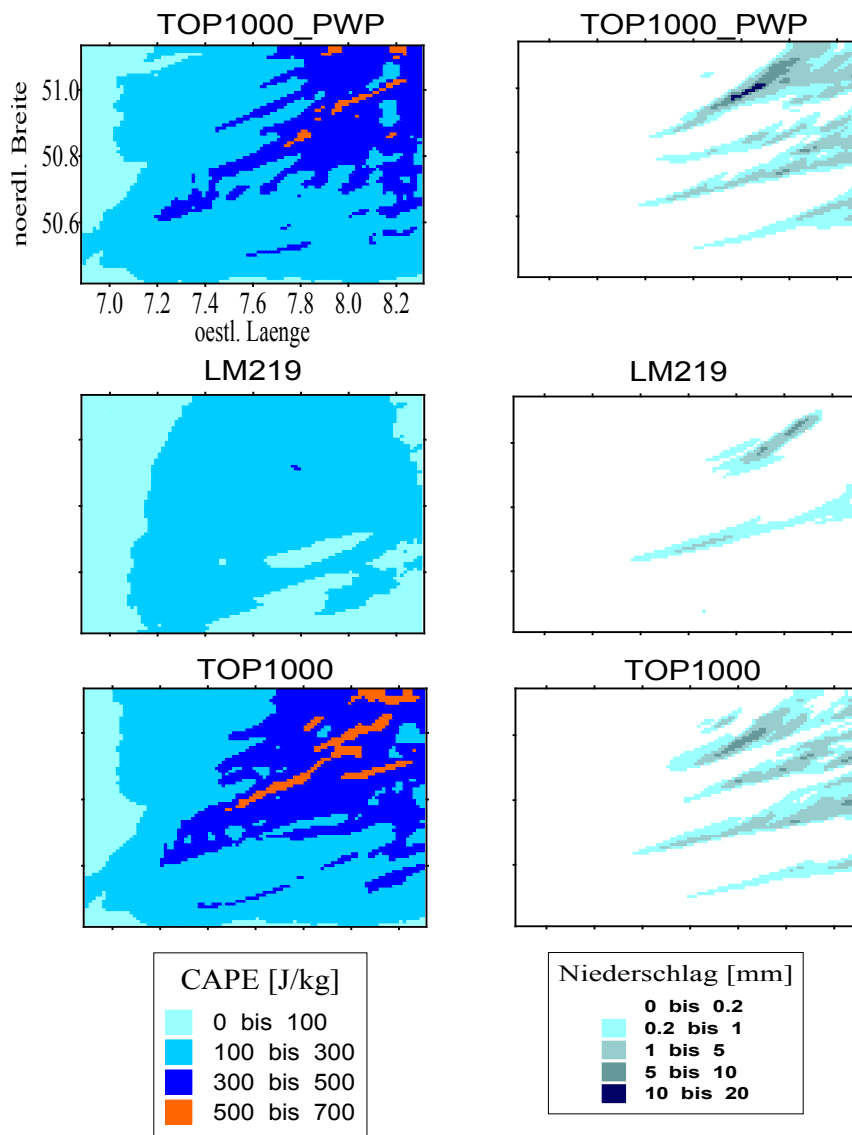 TOP1000_PWP
TOP1000_PWP
noerdl. Breite
51.0
50.8
50.6
7.0 7.2 7.4 7.6 7.8 8.0 8.2
oestl. Laenge
LM219
LM219
TOP1000
TOP1000
CAPE [J/kg]
0 bis 100
100 bis 300
300 bis 500
500 bis 700
Niederschlag [mm]
0 bis 0.2
0.2 bis 1
1 bis 5
5 bis 10
10 bis 20